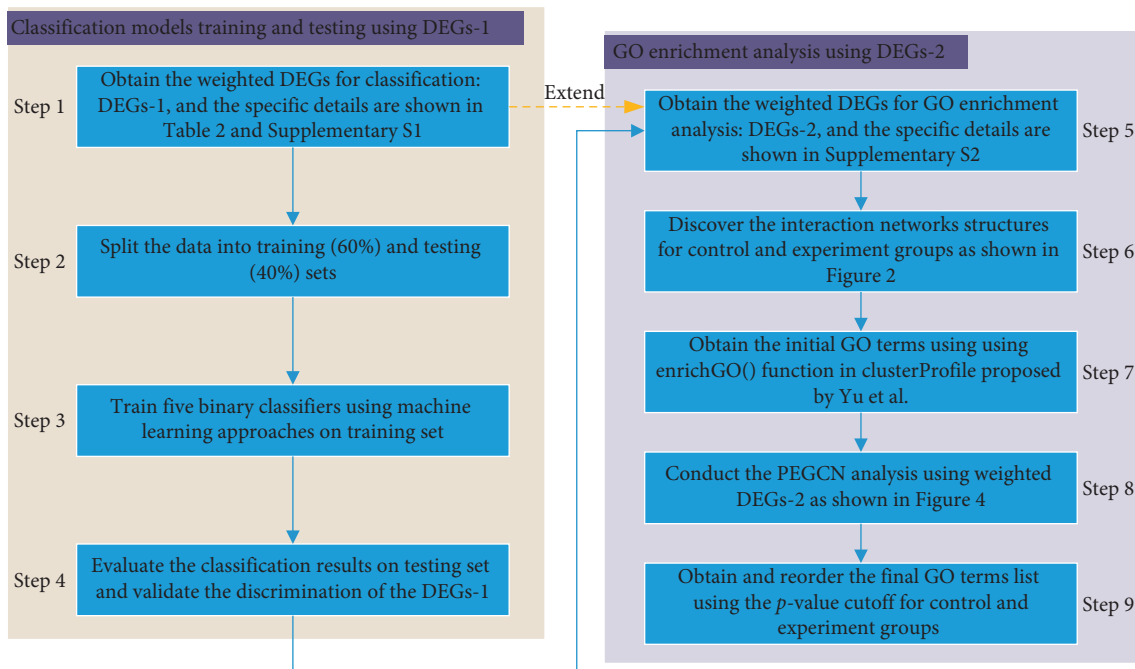 Classification models training and testing using DEGs-1
Step 1
Obtain the weighted DEGs for classification:
DEGs-1, and the specific details are shown in
Table 2 and Supplementary S1
Step 2
Split the data into training (60%) and testing
(40%) sets
Step 3
Train five binary classifiers using machine
learning approaches on training set
Step 4
Evaluate the classification results on testing set
and validate the discrimination of the DEGs-1
Extend
GO enrichment analysis using DEGs-2
Obtain the weighted DEGs for GO enrichment
analysis: DEGs-2, and the specific details are
shown in Supplementary S2
Step 5
Discover the interaction networks structures
for control and experiment groups as shown in
Figure 2
Step 6
Obtain the initial GO terms using using
enrichGO() function in clusterProfile proposed
by Yu et al.
Step 7
Conduct the PEGCN analysis using weighted
DEGs-2 as shown in Figure 4
Step 8
Obtain and reorder the final GO terms list
using the p-value cutoff for control and
experiment groups
Step 9